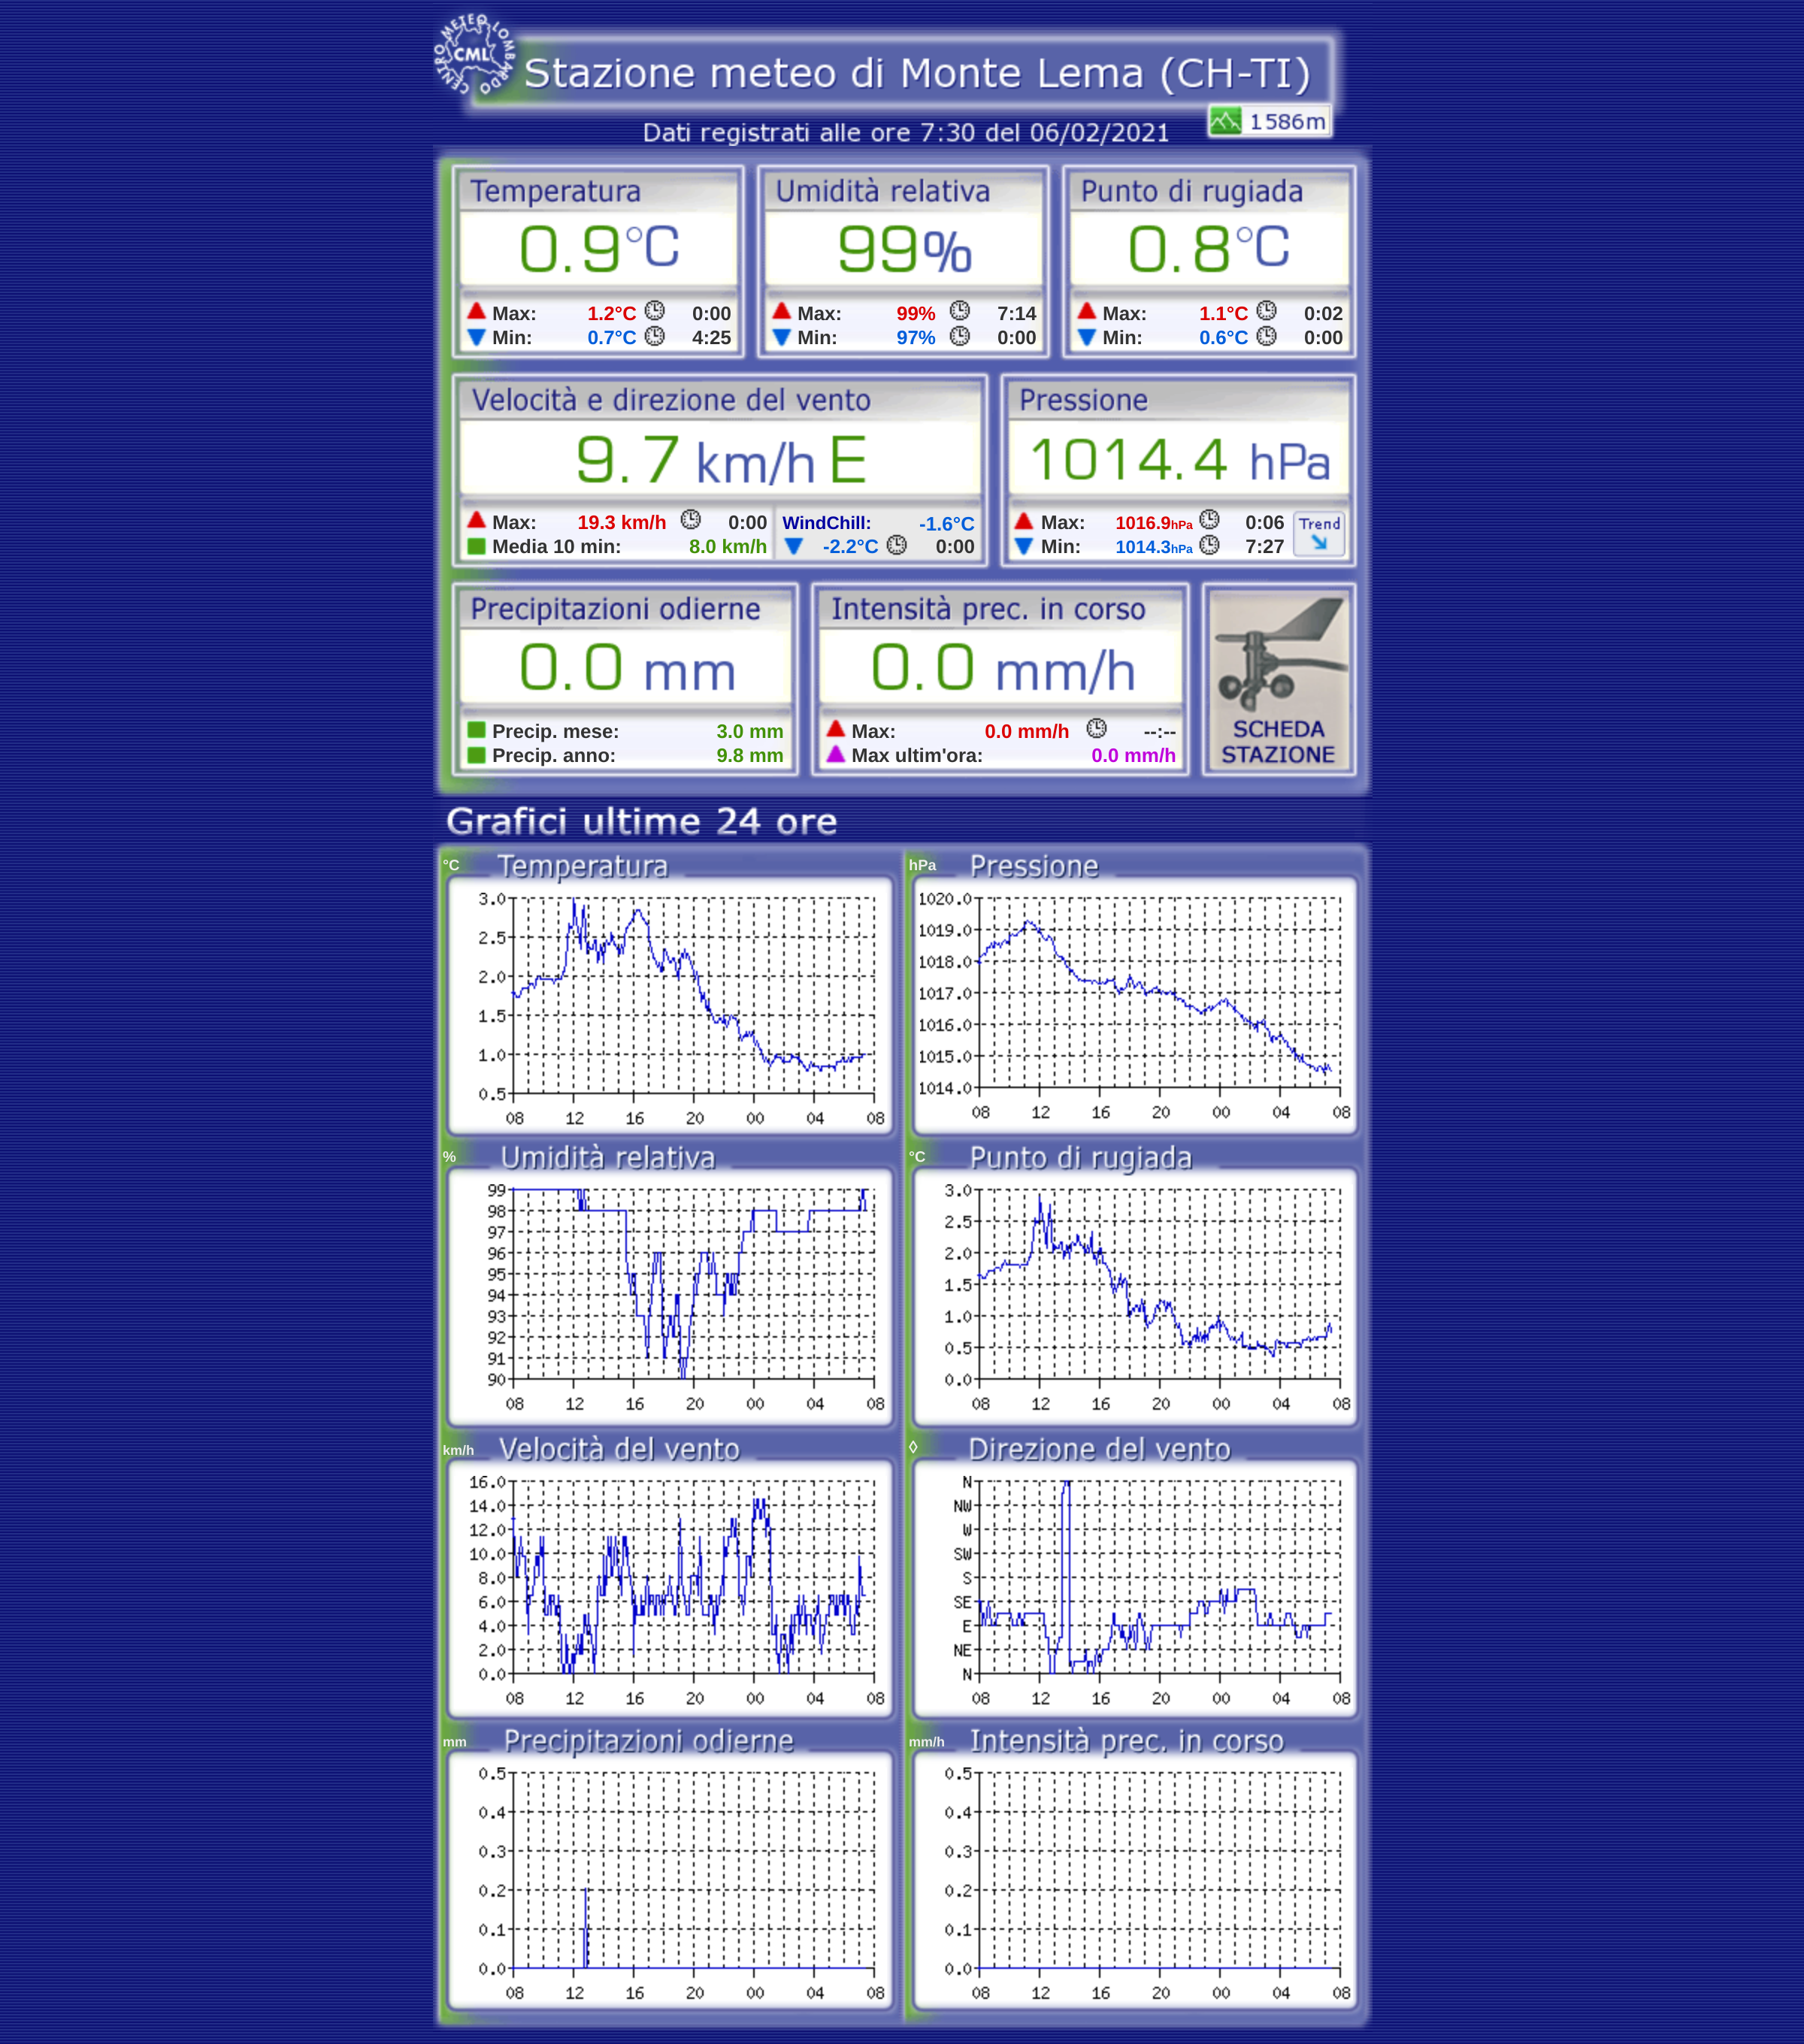 CENTRO METEO LOMBARDO
CML
Stazione meteo di Monte Lema (CH-TI)
1586m
Dati registrati alle ore 7:30 del 06/02/2021
Temperatura Umidità relativa Punto di rugiada
0.9°C 99% 0.8°C
Max: 1.2°C 0:00 Max: 99% 7:14 Max: 1.1°C 0:02
Min: 0.7°C 4:25 Min: 97% 0:00 Min: 0.6°C 0:00
Velocità e direzione del vento Pressione
9.7 km/h E 1014.4 hPa
Max: 19.3 km/h 0:00 WindChill: -1.6°C Max: 1016.9hPa 0:06 Trend
Media 10 min: 8.0 km/h -2.2°C 0:00 Min: 1014.3hPa 7:27
Precipitazioni odierne Intensità prec. in corso
0.0 mm 0.0 mm/h
Precip. mese: 3.0 mm Max: 0.0 mm/h --:-- SCHEDA
Precip. anno: 9.8 mm Max ultim'ora: 0.0 mm/h STAZIONE
Grafici ultime 24 ore
°C Temperatura
3.0
2.5
2.0
1.5
1.0
0.5
08 12 16 20 00 04 08
hPa Pressione
1020.0
1019.0
1018.0
1017.0
1016.0
1015.0
1014.0
08 12 16 20 00 04 08
% Umidità relativa
99
98
97
96
95
94
93
92
91
90
08 12 16 20 00 04 08
°C Punto di rugiada
3.0
2.5
2.0
1.5
1.0
0.5
0.0
08 12 16 20 00 04 08
km/h Velocità del vento
16.0
14.0
12.0
10.0
8.0
6.0
4.0
2.0
0.0
08 12 16 20 00 04 08
◊ Direzione del vento
N
NW
W
SW
S
SE
E
NE
N
08 12 16 20 00 04 08
mm Precipitazioni odierne
0.5
0.4
0.3
0.2
0.1
0.0
08 12 16 20 00 04 08
mm/h Intensità prec. in corso
0.5
0.4
0.3
0.2
0.1
0.0
08 12 16 20 00 04 08